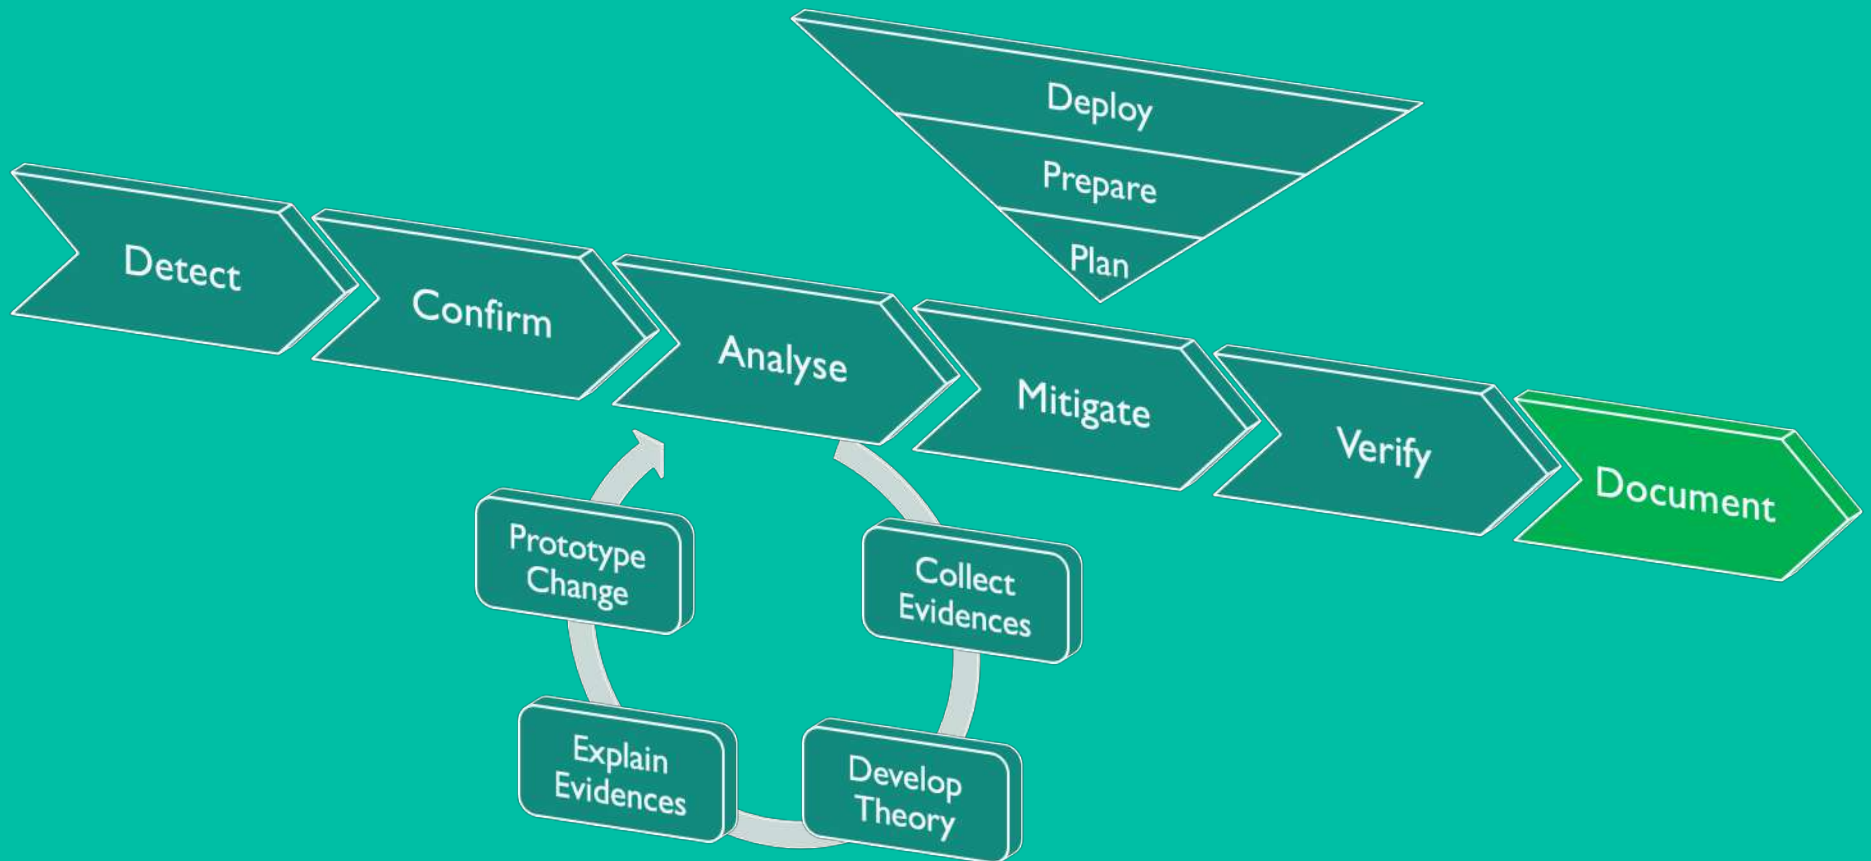 Deploy
Prepare
Plan
Detect
Confirm
Analyse
Mitigate
Verify
Document
Prototype
Change
Collect
Evidences
Explain
Evidences
Develop
Theory